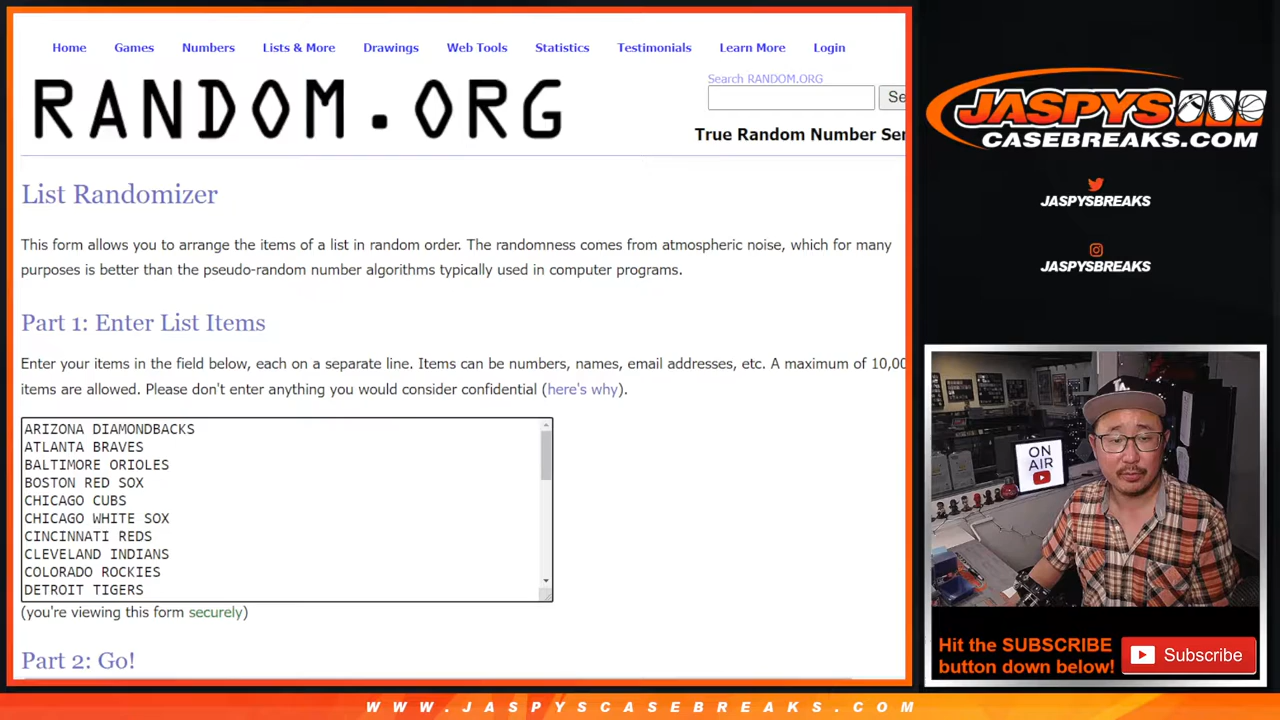 Home Games Numbers Lists & More Drawings Web Tools Statistics Testimonials Learn More Login
RANDOM.ORG
Search RANDOM.ORG
Se
True Random Number Ser
List Randomizer
This form allows you to arrange the items of a list in random order. The randomness comes from atmospheric noise, which for many
purposes is better than the pseudo-random number algorithms typically used in computer programs.
Part 1: Enter List Items
Enter your items in the field below, each on a separate line. Items can be numbers, names, email addresses, etc. A maximum of 10,00
items are allowed. Please don't enter anything you would consider confidential (here's why).
ARIZONA DIAMONDBACKS
ATLANTA BRAVES
BALTIMORE ORIOLES
BOSTON RED SOX
CHICAGO CUBS
CHICAGO WHITE SOX
CINCINNATI REDS
CLEVELAND INDIANS
COLORADO ROCKIES
DETROIT TIGERS
(you're viewing this form securely)
Part 2: Go!
JASPYS
CASEBREAKS.COM
JASPYSBREAKS
JASPYSBREAKS
ON
AIR
LA
Hit the SUBSCRIBE
button down below!
Subscribe
WWW.JASPYSCASEBREAKS.COM